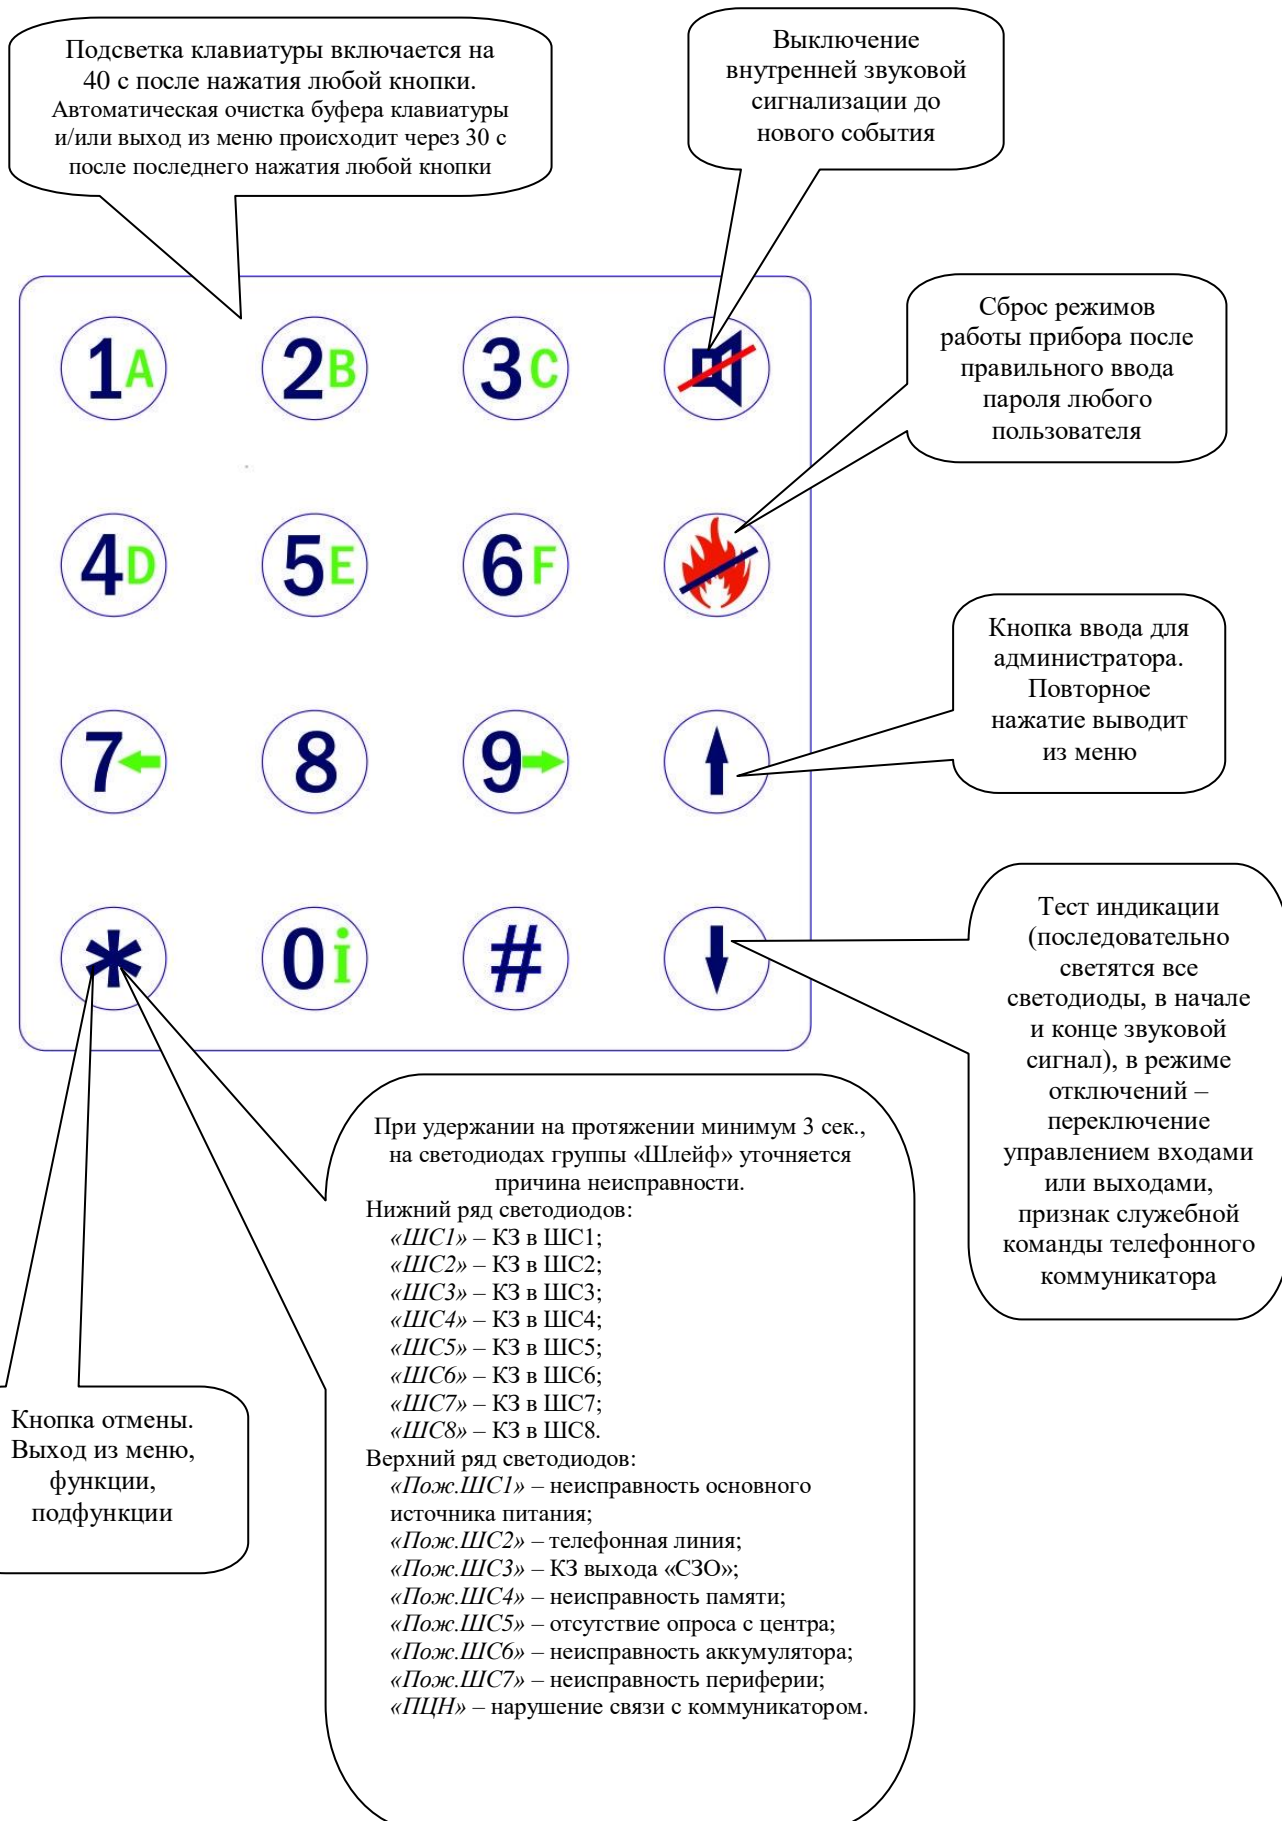 Подсветка клавиатуры включается на
40 с после нажатия любой кнопки.
Автоматическая очистка буфера клавиатуры
и/или выход из меню происходит через 30 с
после последнего нажатия любой кнопки
Выключение
внутренней звуковой
сигнализации до
нового события
Сброс режимов
работы прибора после
правильного ввода
пароля любого
пользователя
1A 2B 3C
4D 5E 6F
7 8 9
* 0i #
Кнопка ввода для
администратора.
Повторное
нажатие выводит
из меню
Тест индикации
(последовательно
светятся все
светодиоды, в начале
и конце звуковой
сигнал), в режиме
отключений –
переключение
управлением входами
или выходами,
признак служебной
команды телефонного
коммуникатора
При удержании на протяжении минимум 3 сек.,
на светодиодах группы «Шлейф» уточняется
причина неисправности.
Нижний ряд светодиодов:
«ШС1» – КЗ в ШС1;
«ШС2» – КЗ в ШС2;
«ШС3» – КЗ в ШС3;
«ШС4» – КЗ в ШС4;
«ШС5» – КЗ в ШС5;
«ШС6» – КЗ в ШС6;
«ШС7» – КЗ в ШС7;
«ШС8» – КЗ в ШС8.
Верхний ряд светодиодов:
«Пож.ШС1» – неисправность основного
источника питания;
«Пож.ШС2» – телефонная линия;
«Пож.ШС3» – КЗ выхода «СЗО»;
«Пож.ШС4» – неисправность памяти;
«Пож.ШС5» – отсутствие опроса с центра;
«Пож.ШС6» – неисправность аккумулятора;
«Пож.ШС7» – неисправность периферии;
«ПЦН» – нарушение связи с коммуникатором.
Кнопка отмены.
Выход из меню,
функции,
подфункции